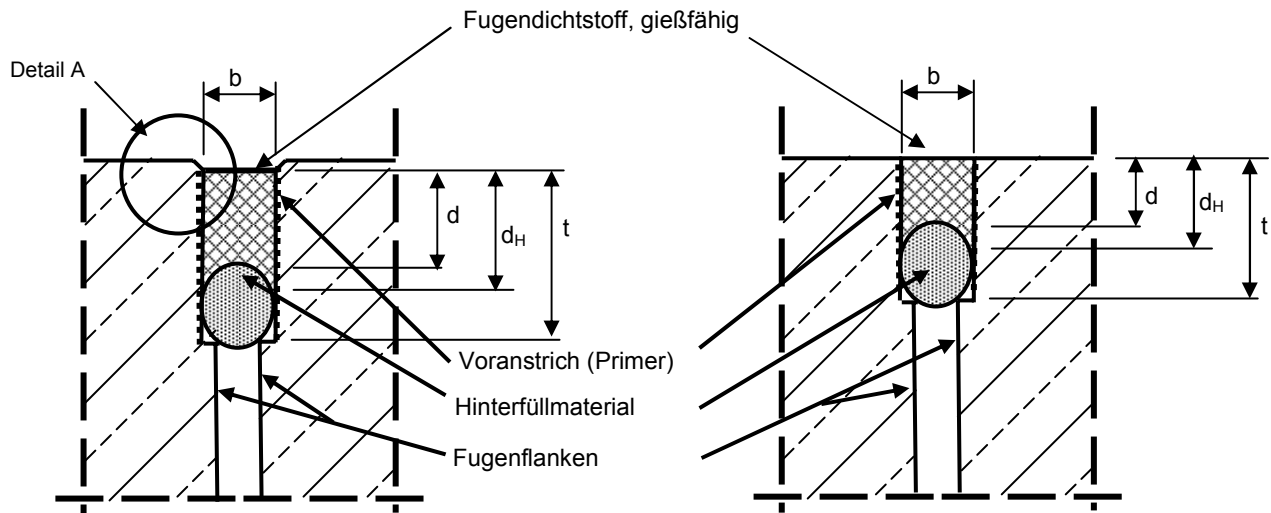 Fugendichtstoff, gießfähig
Detail A
b
b
d
dH
t
d
dH
t
Voranstrich (Primer)
Hinterfüllmaterial
Fugenflanken